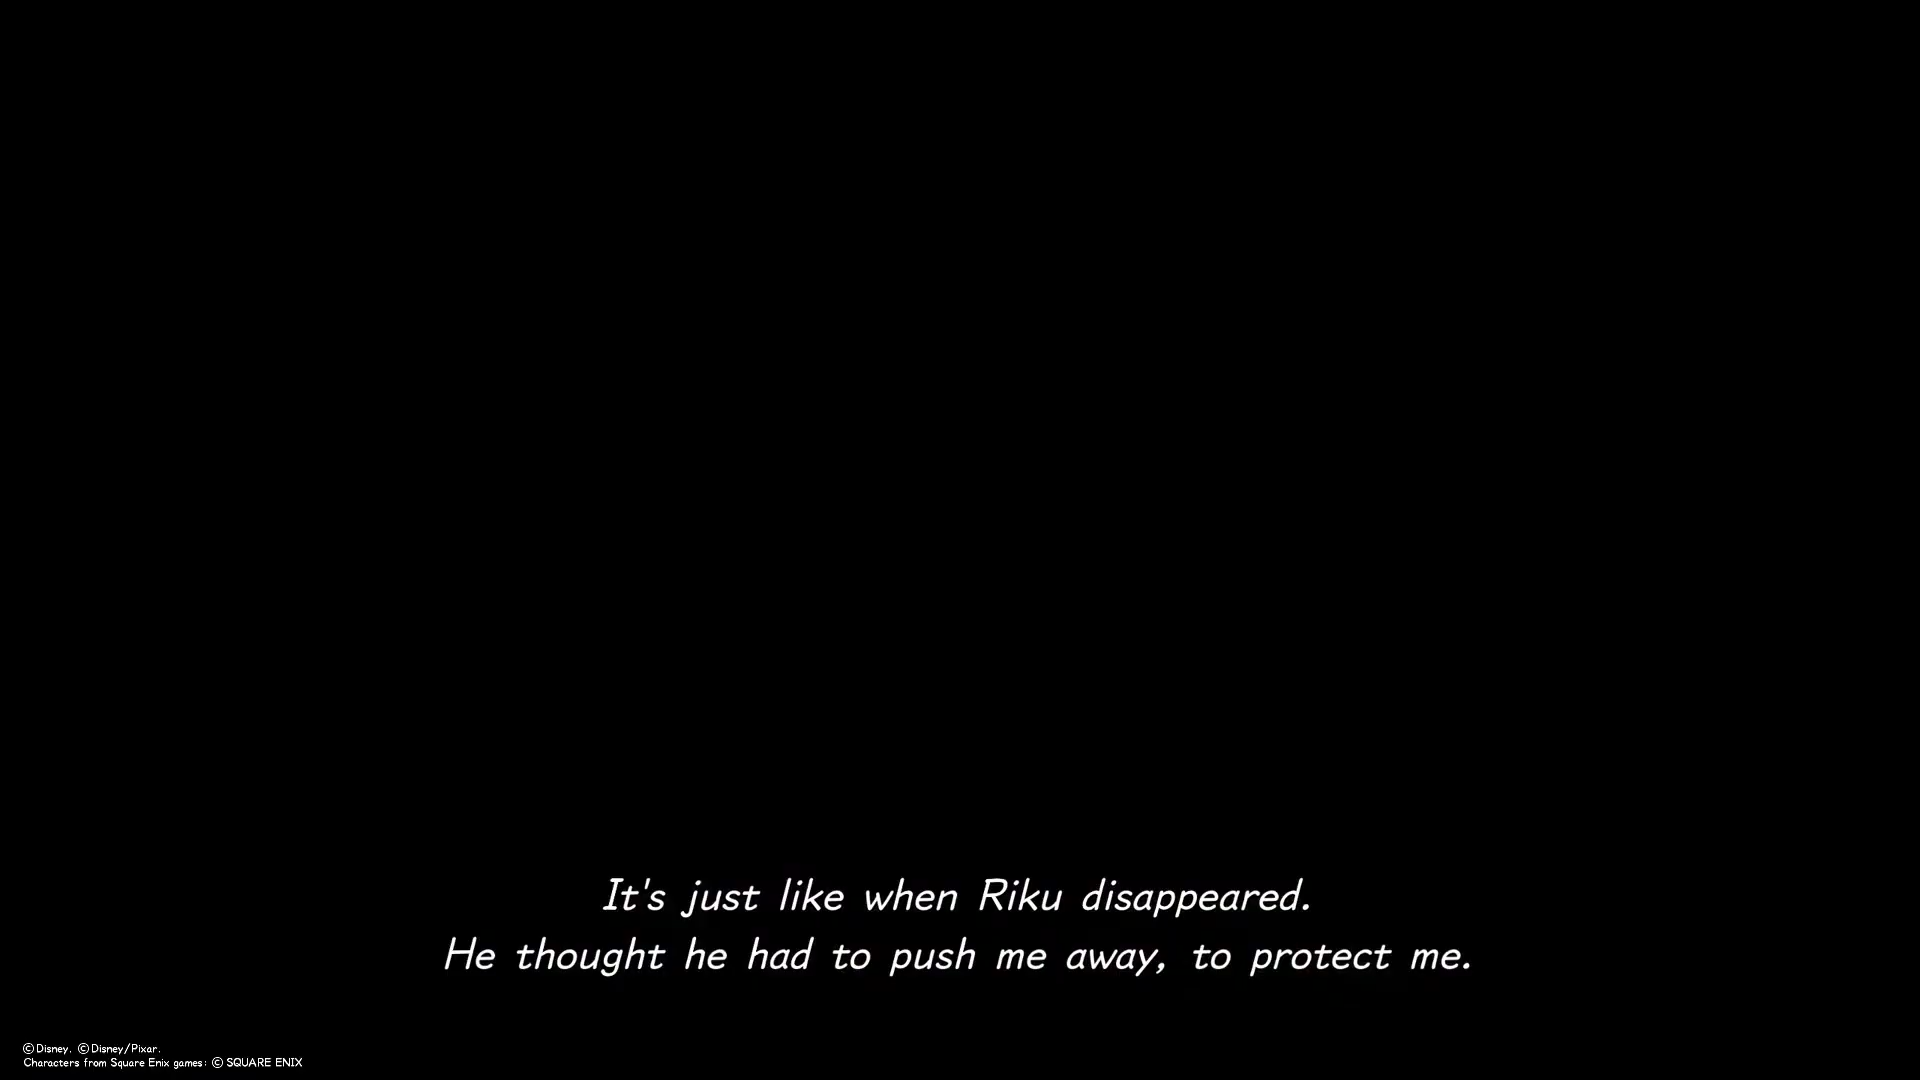 It's just like when Riku disappeared.
He thought he had to push me away, to protect me.
©Disney. ©Disney/Pixar.
Characters from Square Enix games: © SQUARE ENIX